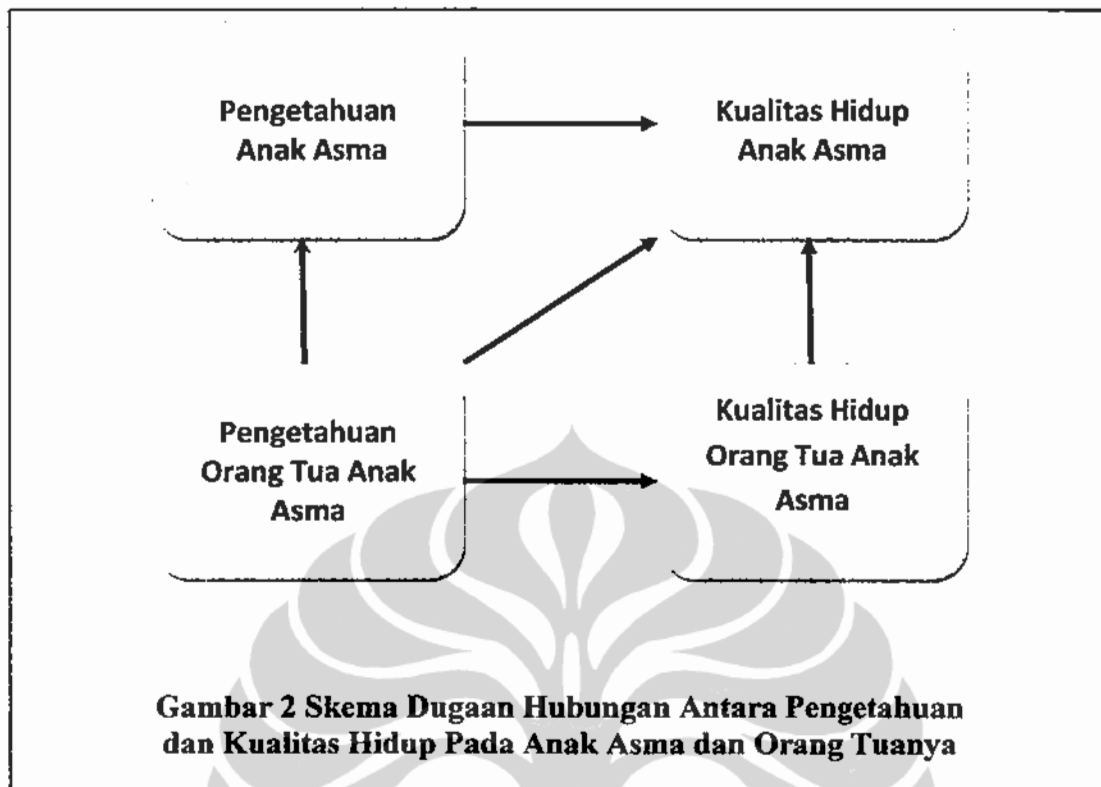 Pengetahuan
Anak Asma
Kualitas Hidup
Anak Asma
Pengetahuan
Orang Tua Anak
Asma
Kualitas Hidup
Orang Tua Anak
Asma
Gambar 2 Skema Dugaan Hubungan Antara Pengetahuan
dan Kualitas Hidup Pada Anak Asma dan Orang Tuanya